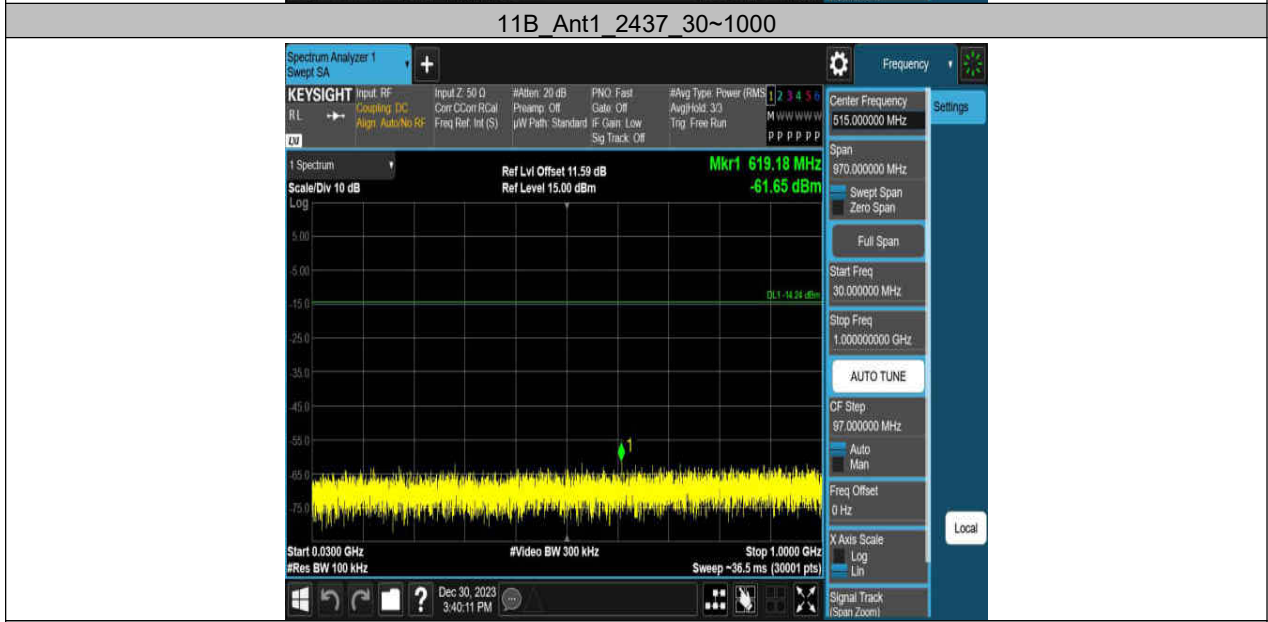 11B_Ant1_2437_30~1000
Spectrum Analyzer 1
Swept SA
+
Frequency
KEYSIGHT
RL
LXI
Input: RF
Coupling: DC
Align: Auto/No RF
Input Z: 50 Ω
Corr CCorr RCal
Freq Ref: Int (S)
#Atten: 20 dB
Preamp: Off
µW Path: Standard
PNO: Fast
Gate: Off
IF Gain: Low
Sig Track: Off
#Avg Type: Power (RMS
Avg|Hold: 3/3
Trig: Free Run
1 2 3 4 5 6
M W W W W W
P P P P P P
1 Spectrum
Scale/Div 10 dB
Log
Ref Lvl Offset 11.59 dB
Ref Level 15.00 dBm
Mkr1 619.18 MHz
-61.65 dBm
5.00
-5.00
-15.0
-25.0
-35.0
-45.0
-55.0
-65.0
-75.0
DL1 -14.24 dBm
1
Start 0.0300 GHz
#Res BW 100 kHz
#Video BW 300 kHz
Stop 1.0000 GHz
Sweep ~36.5 ms (30001 pts)
?
Dec 30, 2023
3:40:11 PM
Center Frequency
515.000000 MHz
Span
970.000000 MHz
Swept Span
Zero Span
Full Span
Start Freq
30.000000 MHz
Stop Freq
1.000000000 GHz
AUTO TUNE
CF Step
97.000000 MHz
Auto
Man
Freq Offset
0 Hz
X Axis Scale
Log
Lin
Signal Track
(Span Zoom)
Settings
Local